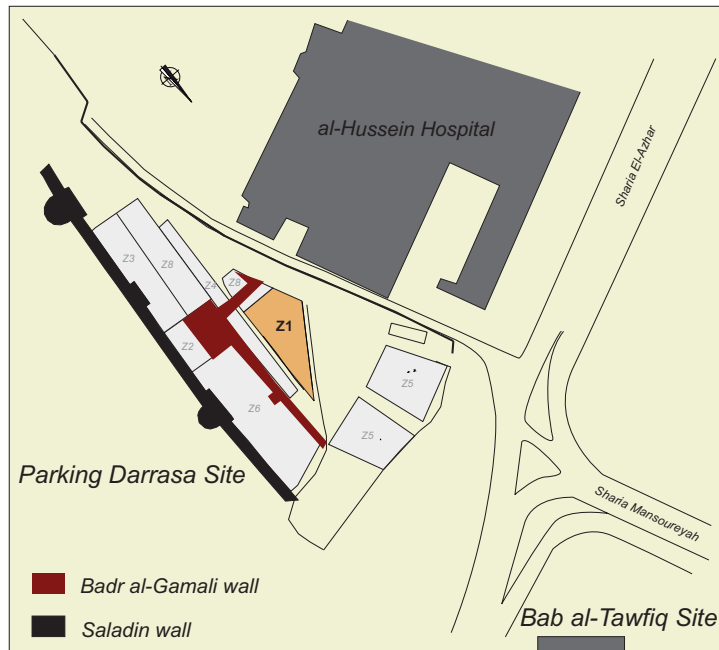 al-Hussein Hospital
Sharia El-Azhar
Z3
Z8
Z4
Z8
Z1
Z2
Z5
Z6
Z5
Parking Darrasa Site
Sharia Mansoureyah
Badr al-Gamali wall
Saladin wall
Bab al-Tawfiq Site